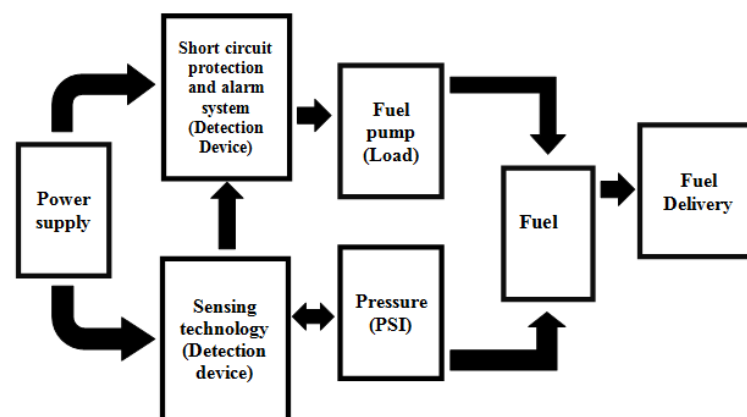 Short circuit
protection
and alarm
system
(Detection
Device)
Fuel
pump
(Load)
Power
supply
Fuel
Fuel
Delivery
Sensing
technology
(Detection
device)
Pressure
(PSI)